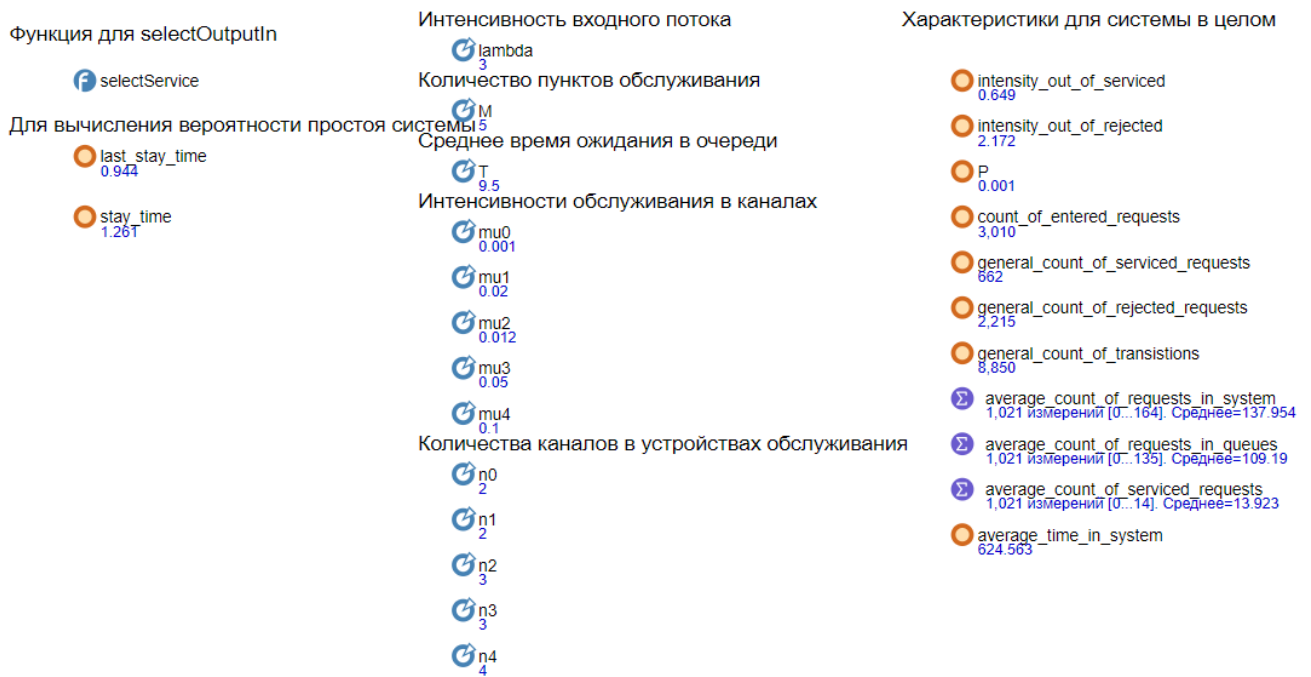 Функция для selectOutputIn
selectService
Для вычисления вероятности простоя системы
last_stay_time
0.944
stay_time
1.261
Интенсивность входного потока
lambda
3
Количество пунктов обслуживания
M
5
Среднее время ожидания в очереди
T
9.5
Интенсивности обслуживания в каналах
mu0
0.001
mu1
0.02
mu2
0.012
mu3
0.05
mu4
0.1
Количества каналов в устройствах обслуживания
n0
2
n1
2
n2
3
n3
3
n4
4
Характеристики для системы в целом
intensity_out_of_serviced
0.649
intensity_out_of_rejected
2.172
P
0.001
count_of_entered_requests
3,010
general_count_of_serviced_requests
662
general_count_of_rejected_requests
2,215
general_count_of_transistions
8,850
average_count_of_requests_in_system
1,021 измерений [0...164]. Среднее=137.954
average_count_of_requests_in_queues
1,021 измерений [0...135]. Среднее=109.19
average_count_of_serviced_requests
1,021 измерений [0...14]. Среднее=13.923
average_time_in_system
624.563